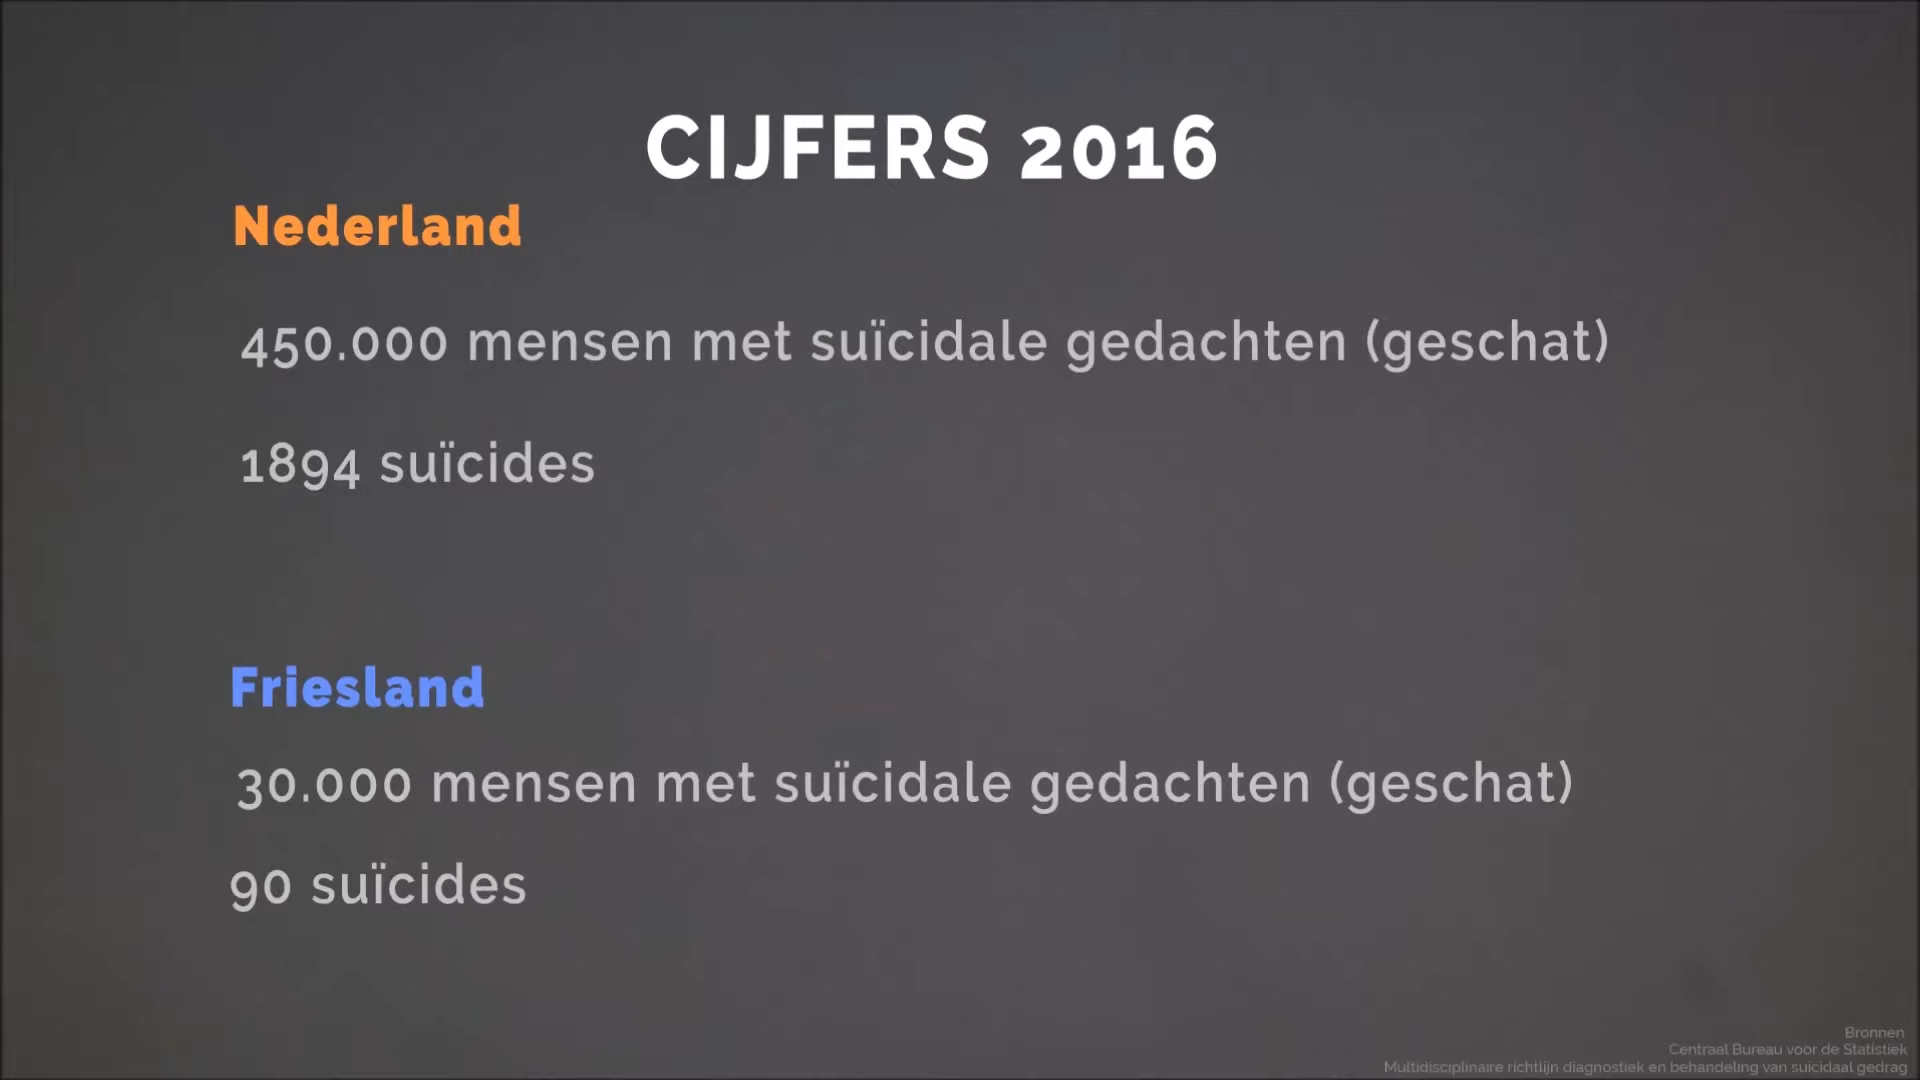 CIJFERS 2016
Nederland
450.000 mensen met suïcidale gedachten (geschat)
1894 suïcides
Friesland
30.000 mensen met suïcidale gedachten (geschat)
90 suïcides
Bronnen
Centraal Bureau voor de Statistiek
Multidisciplinaire richtlijn diagnostiek en behandeling van suïcidaal gedrag